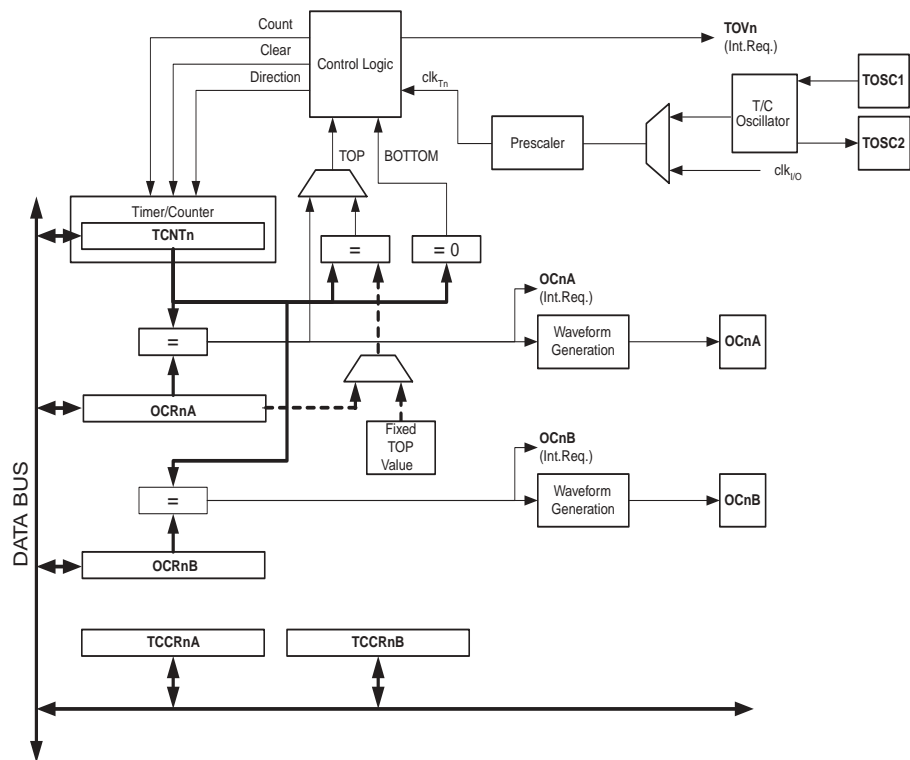 Count
Clear
Direction
Control Logic
TOVn
(Int.Req.)
clkTn
TOSC1
T/C
Oscillator
TOSC2
Prescaler
clkI/O
TOP
BOTTOM
Timer/Counter
TCNTn
=
= 0
OCnA
(Int.Req.)
=
Waveform
Generation
OCnA
OCRnA
Fixed
TOP
Value
OCnB
(Int.Req.)
=
Waveform
Generation
OCnB
OCRnB
DATA BUS
TCCRnA
TCCRnB